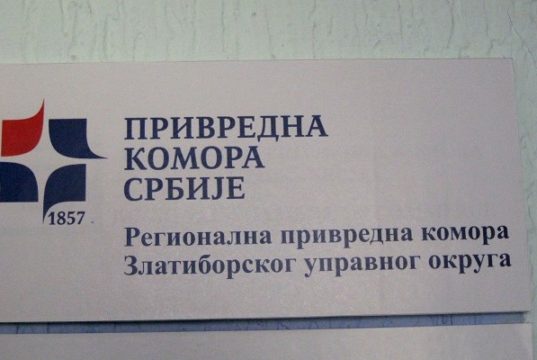 ПРИВРЕДНА
КОМОРА
СРБИЈЕ
1857
Регионална привредна комора
Златиборског управног округа